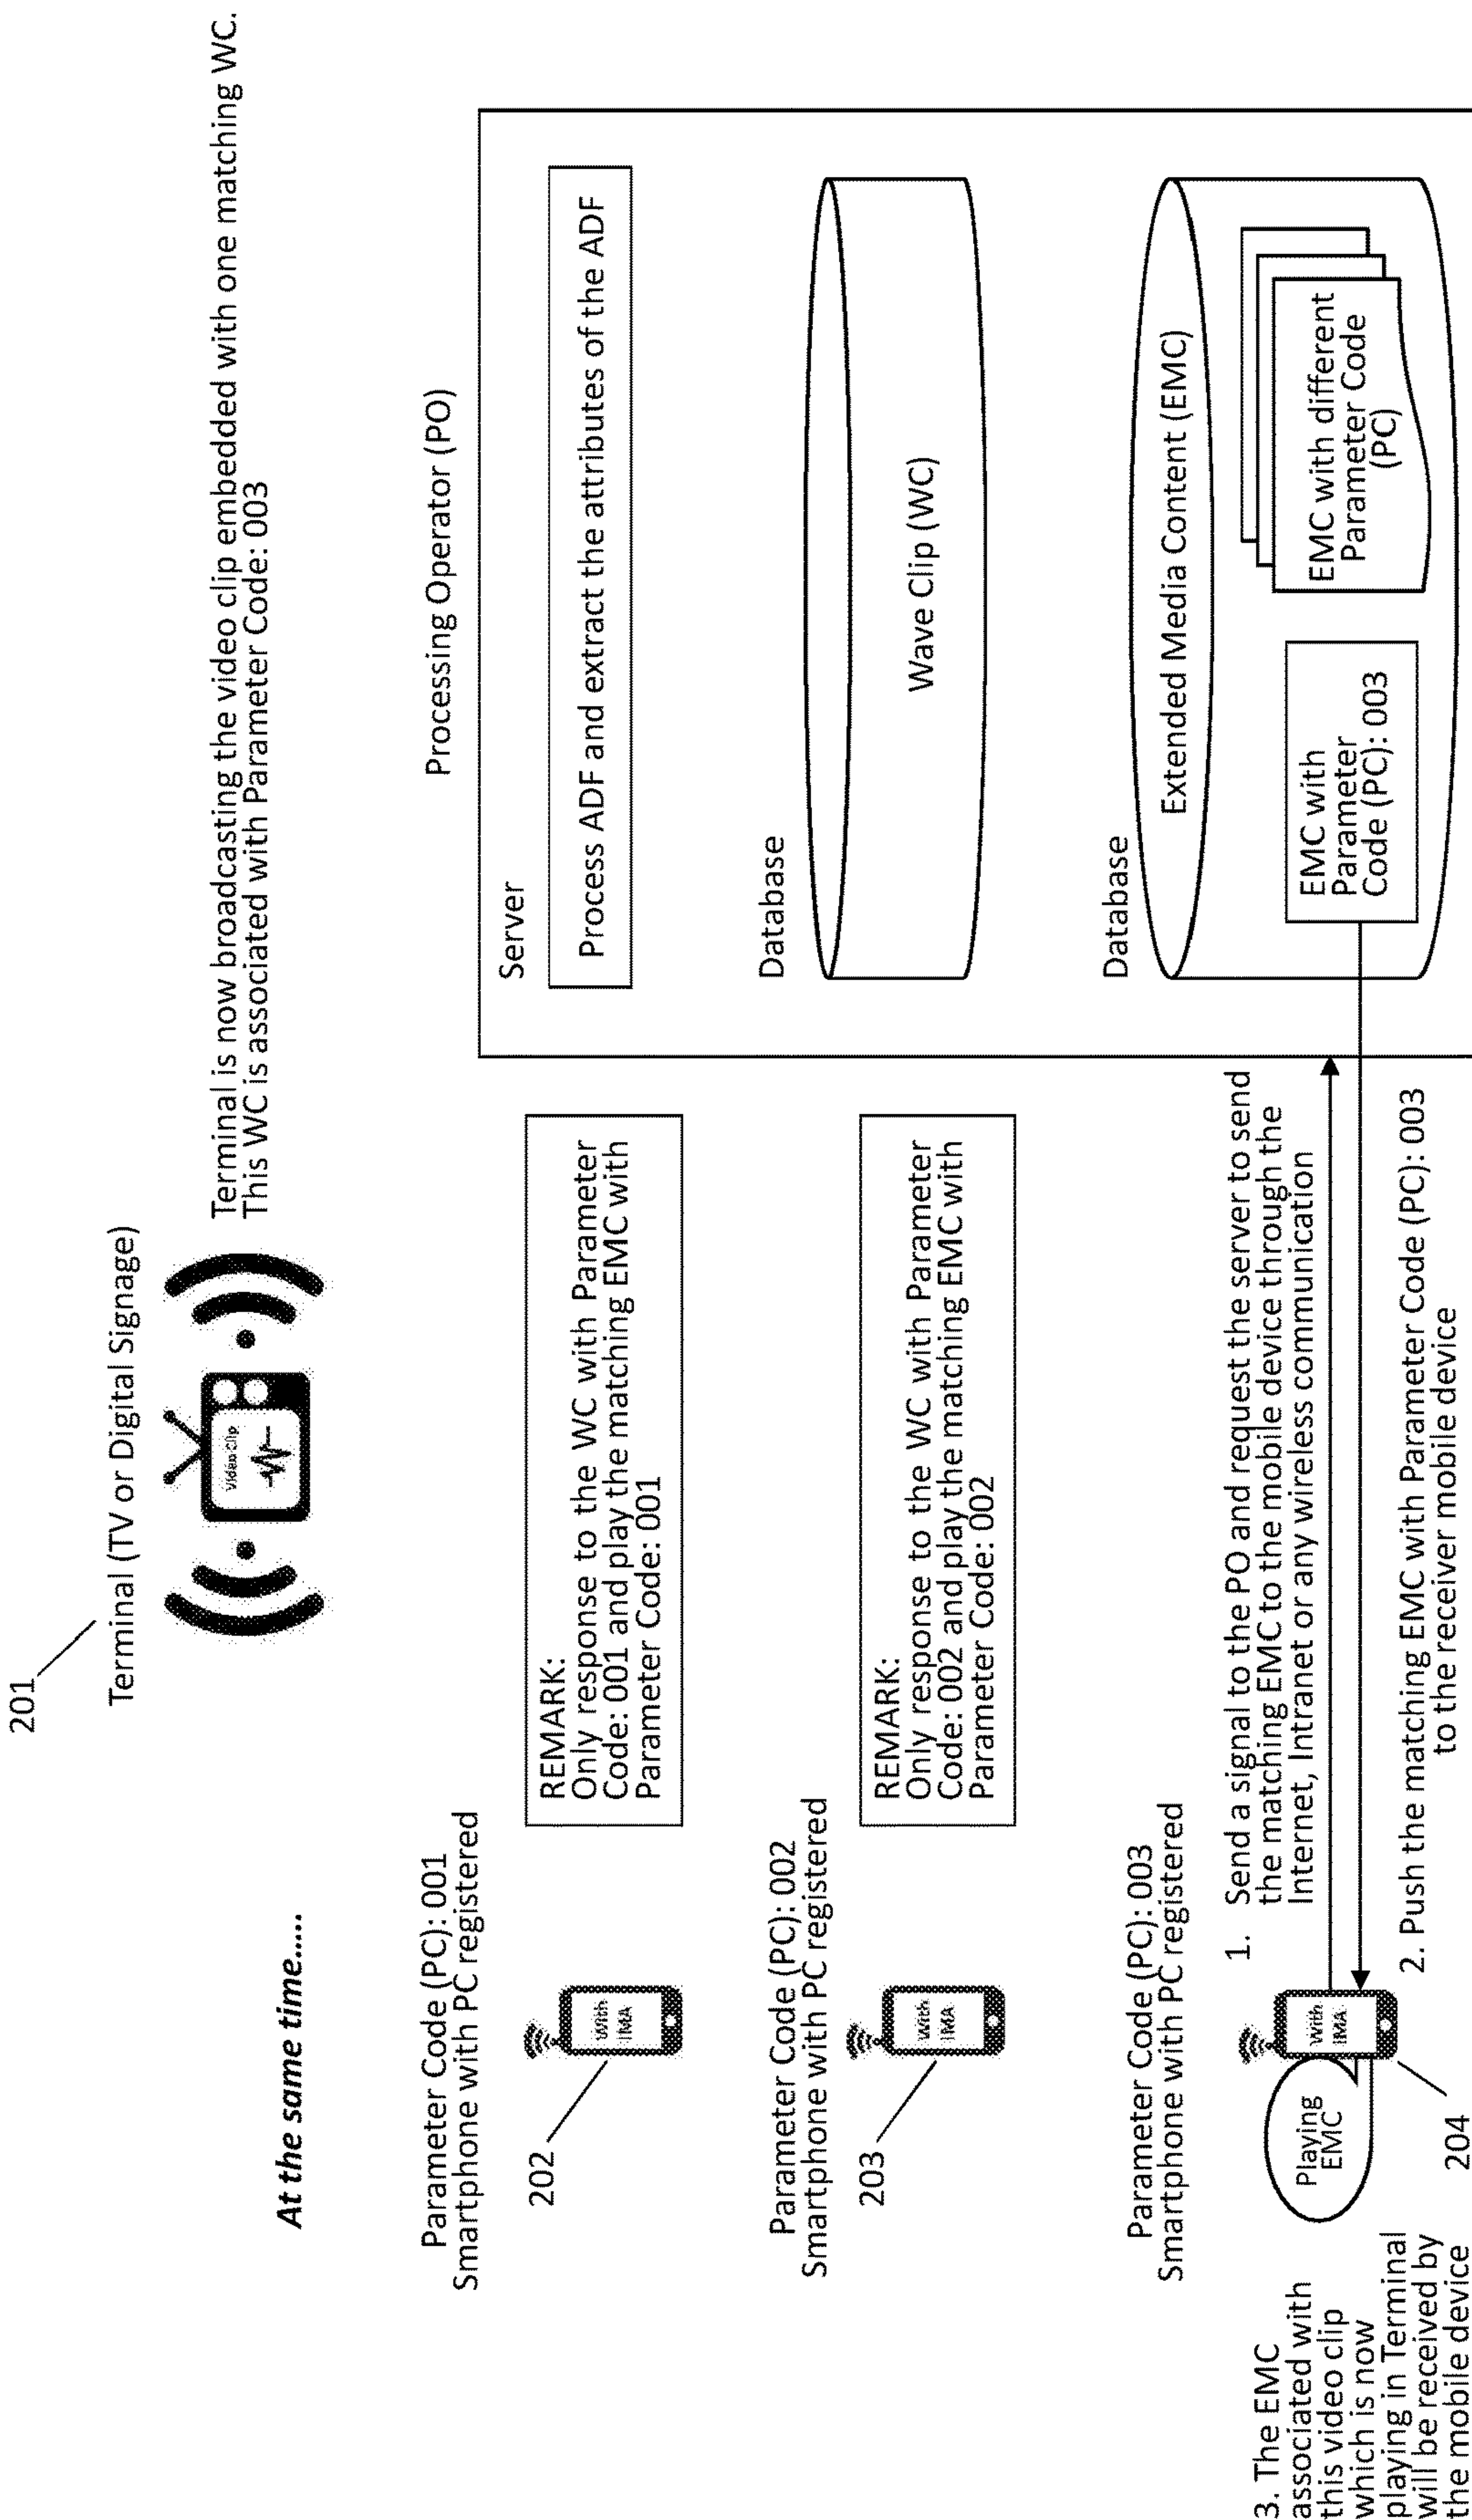 201
Terminal (TV or Digital Signage)
Video Clip
Terminal is now broadcasting the video clip embedded with one matching WC.
This WC is associated with Parameter Code: 003
At the same time.....
Parameter Code (PC): 001
Smartphone with PC registered
With
IMA
202
REMARK:
Only response to the WC with Parameter
Code: 001 and play the matching EMC with
Parameter Code: 001
Parameter Code (PC): 002
Smartphone with PC registered
With
IMA
203
REMARK:
Only response to the WC with Parameter
Code: 002 and play the matching EMC with
Parameter Code: 002
Parameter Code (PC): 003
Smartphone with PC registered
With
IMA
Playing
EMC
204
1. Send a signal to the PO and request the server to send
the matching EMC to the mobile device through the
Internet, Intranet or any wireless communication
2. Push the matching EMC with Parameter Code (PC): 003
to the receiver mobile device
3. The EMC
associated with
this video clip
which is now
playing in Terminal
will be received by
the mobile device
Processing Operator (PO)
Server
Process ADF and extract the attributes of the ADF
Database
Wave Clip (WC)
Database
Extended Media Content (EMC)
EMC with
Parameter
Code (PC): 003
EMC with different
Parameter Code
(PC)